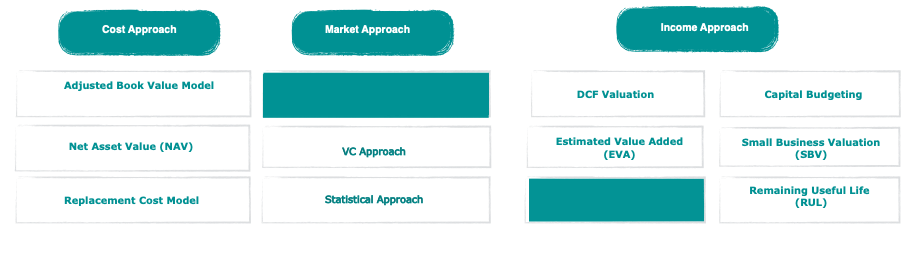 Cost Approach
Market Approach
Income Approach
Adjusted Book Value Model
DCF Valuation
Capital Budgeting
Net Asset Value (NAV)
VC Approach
Estimated Value Added
(EVA)
Small Business Valuation
(SBV)
Replacement Cost Model
Statistical Approach
Remaining Useful Life
(RUL)